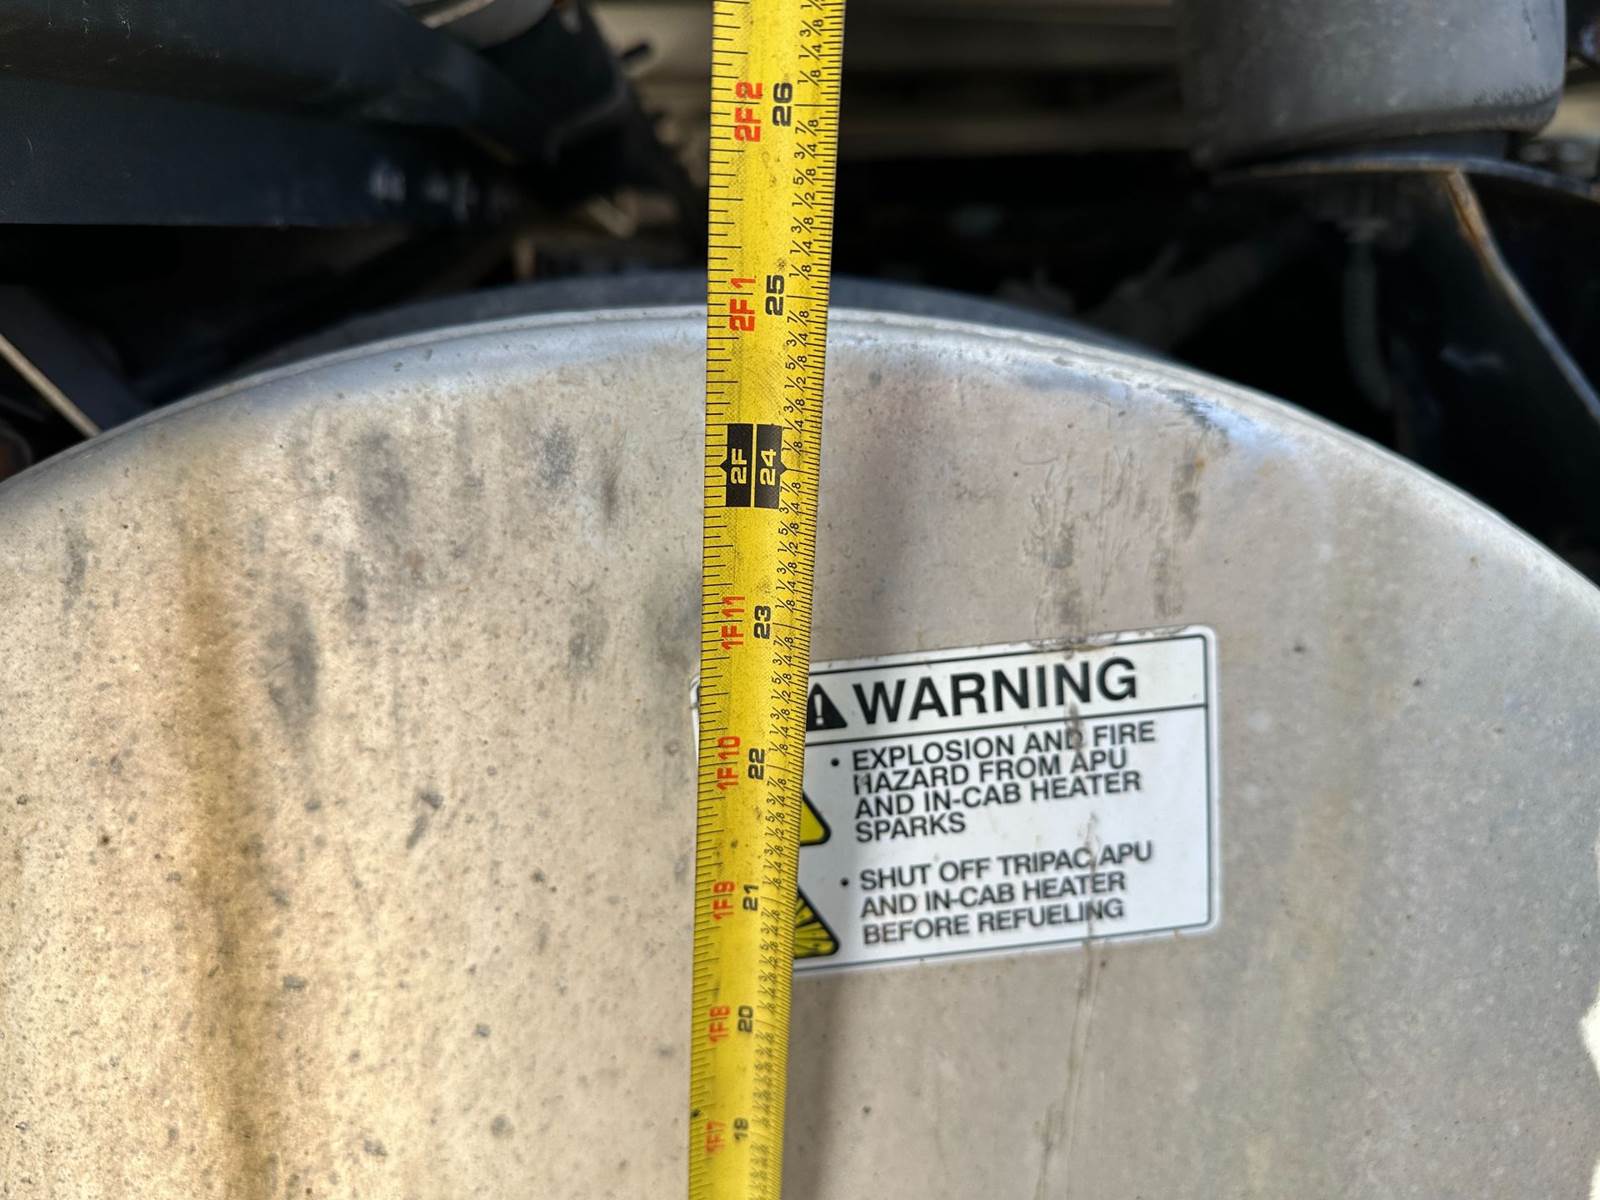 2F2 26
2F1 25
2F 24
1F11 23
1F10 22
1F9 21
1F8 20
1F7 19
WARNING
• EXPLOSION AND FIRE
HAZARD FROM APU
AND IN-CAB HEATER
SPARKS
• SHUT OFF TRIPAC APU
AND IN-CAB HEATER
BEFORE REFUELING